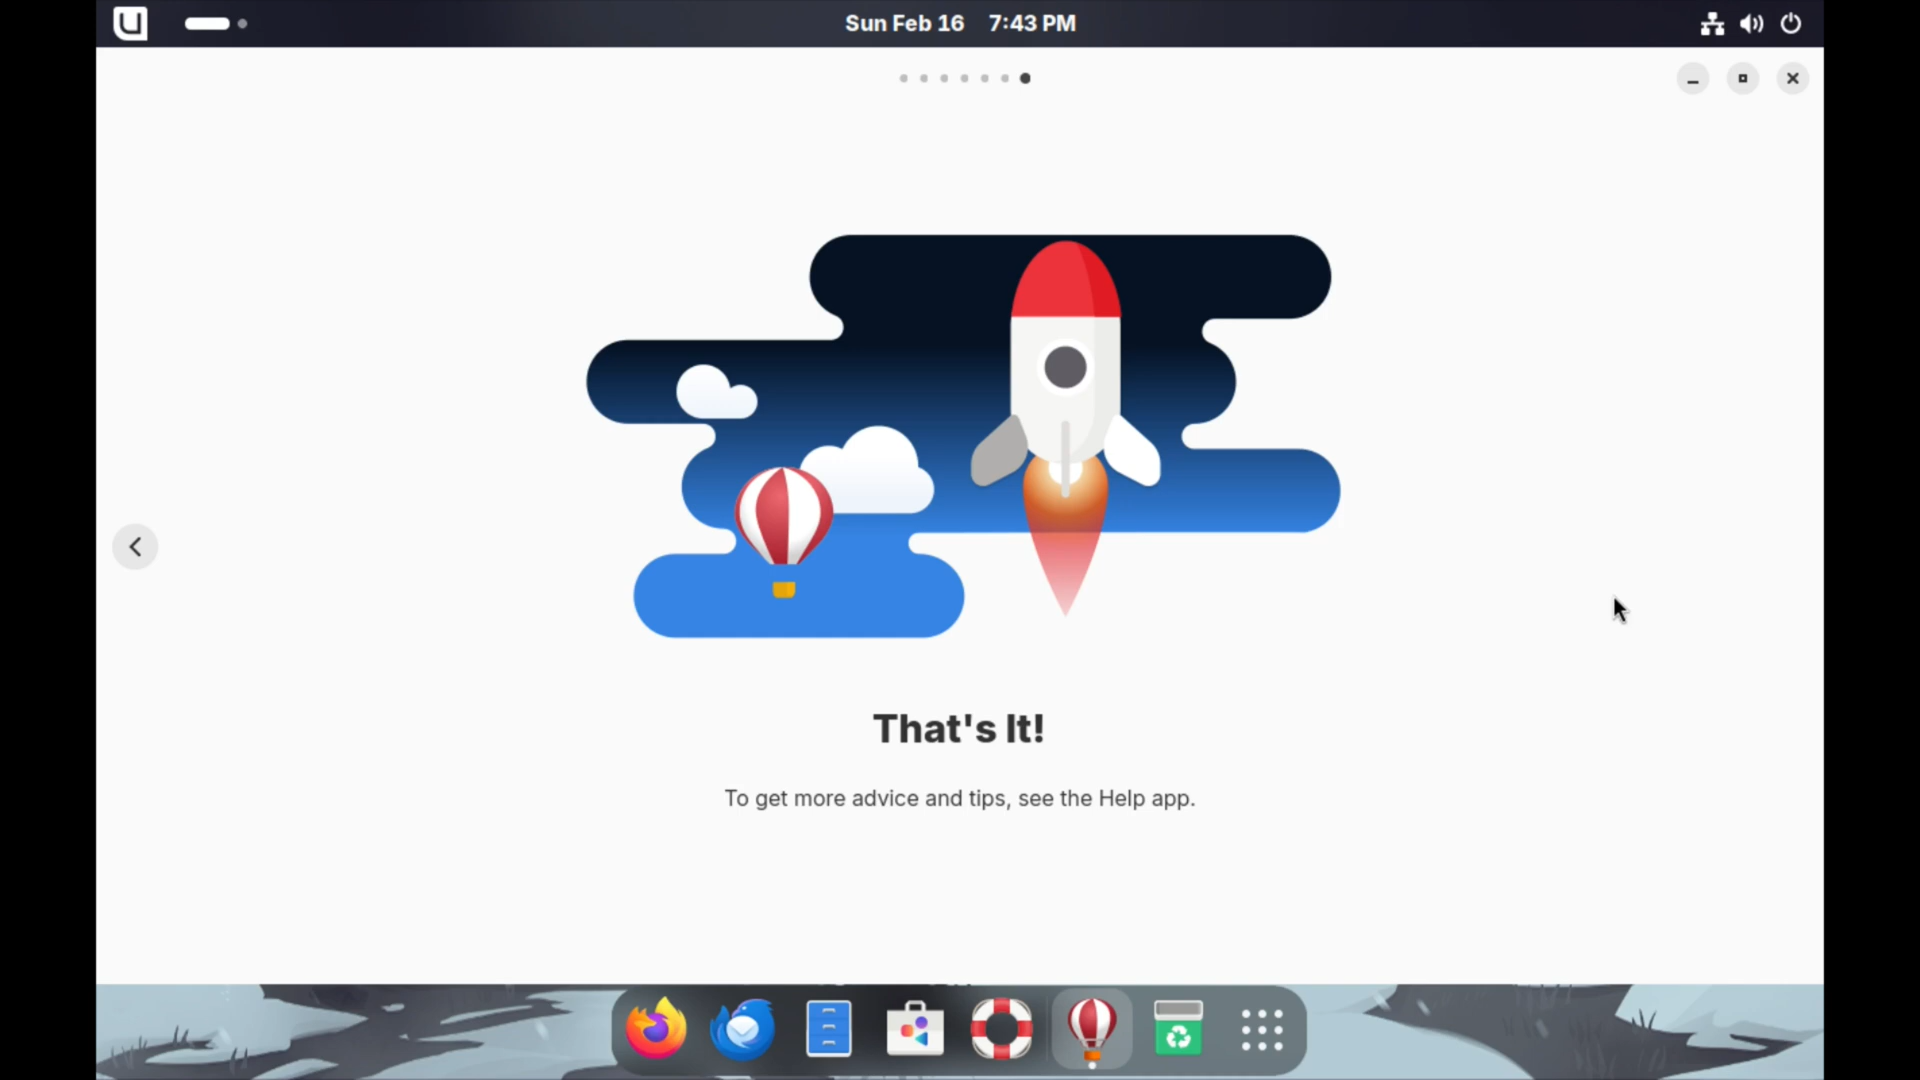 Sun Feb 16 7:43 PM
That's It!
To get more advice and tips, see the Help app.